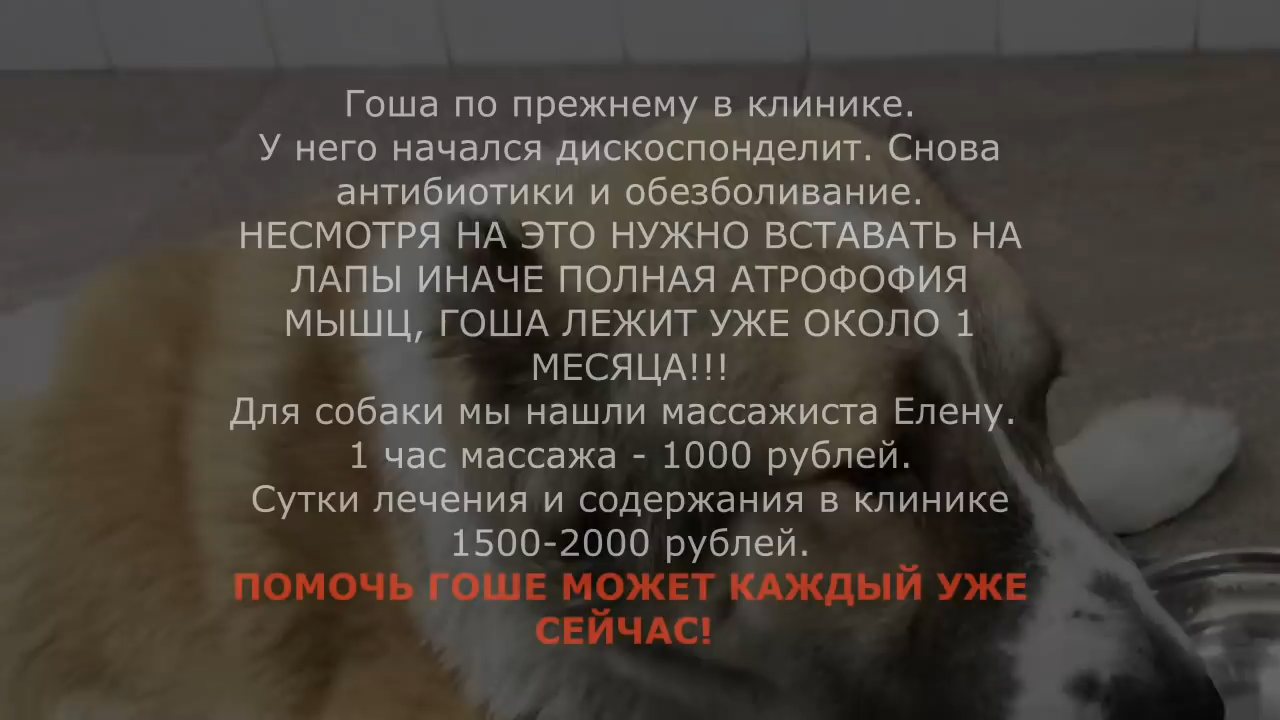 Гоша по прежнему в клинике.
У него начался дискоспонделит. Снова
антибиотики и обезболивание.
НЕСМОТРЯ НА ЭТО НУЖНО ВСТАВАТЬ НА
ЛАПЫ ИНАЧЕ ПОЛНАЯ АТРОФОФИЯ
МЫШЦ, ГОША ЛЕЖИТ УЖЕ ОКОЛО 1
МЕСЯЦА!!!
Для собаки мы нашли массажиста Елену.
1 час массажа - 1000 рублей.
Сутки лечения и содержания в клинике
1500-2000 рублей.
ПОМОЧЬ ГОШЕ МОЖЕТ КАЖДЫЙ УЖЕ
СЕЙЧАС!